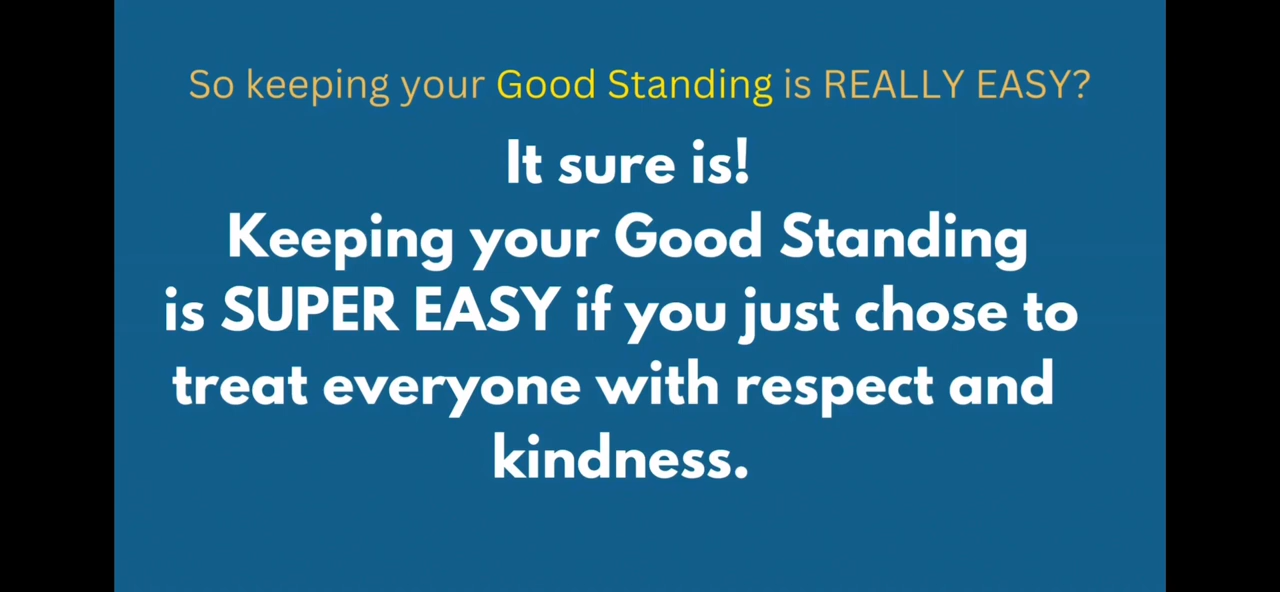 So keeping your Good Standing is REALLY EASY?
It sure is!
Keeping your Good Standing
is SUPER EASY if you just chose to
treat everyone with respect and
kindness.